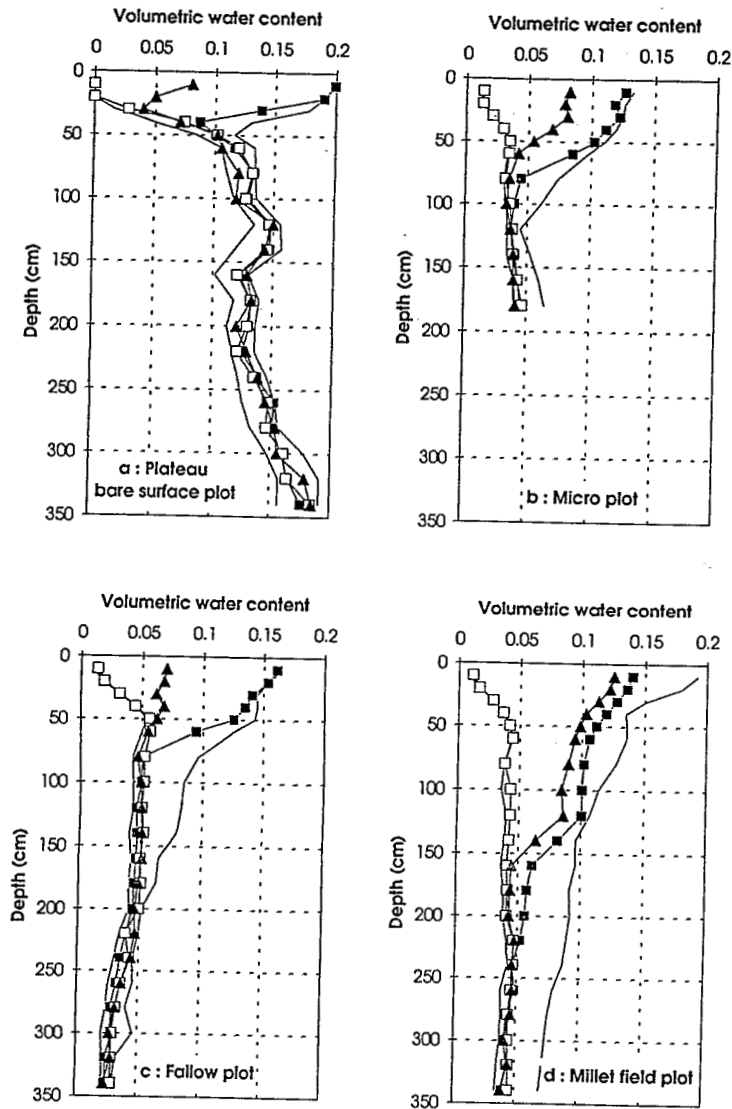 Volumetric water content
0 0.05 0.1 0.15 0.2
0
50
100
150
200
250
300
350
Depth (cm)
a : Plateau
bare surface plot
Volumetric water content
0 0.05 0.1 0.15 0.2
0
50
100
150
200
250
300
350
Depth (cm)
b : Micro plot
Volumetric water content
0 0.05 0.1 0.15 0.2
0
50
100
150
200
250
300
350
Depth (cm)
c : Fallow plot
Volumetric water content
0 0.05 0.1 0.15 0.2
0
50
100
150
200
250
300
350
Depth (cm)
d : Millet field plot